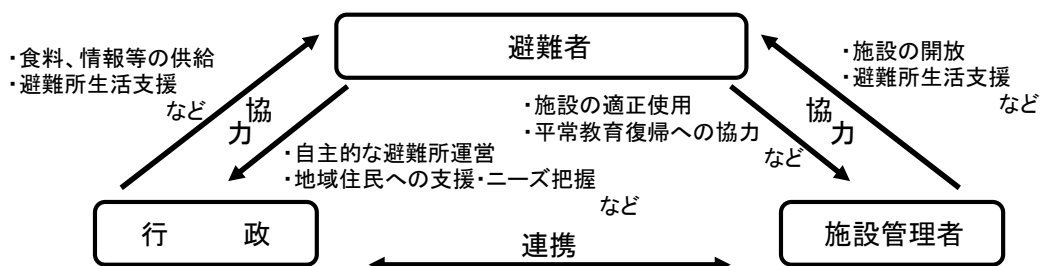 避難者
・食料、情報等の供給
・避難所生活支援
など
協力
・自主的な避難所運営
・地域住民への支援・ニーズ把握
など
・施設の適正使用
・平常教育復帰への協力
など
協力
・施設の開放
・避難所生活支援
など
行　政
連携
施設管理者